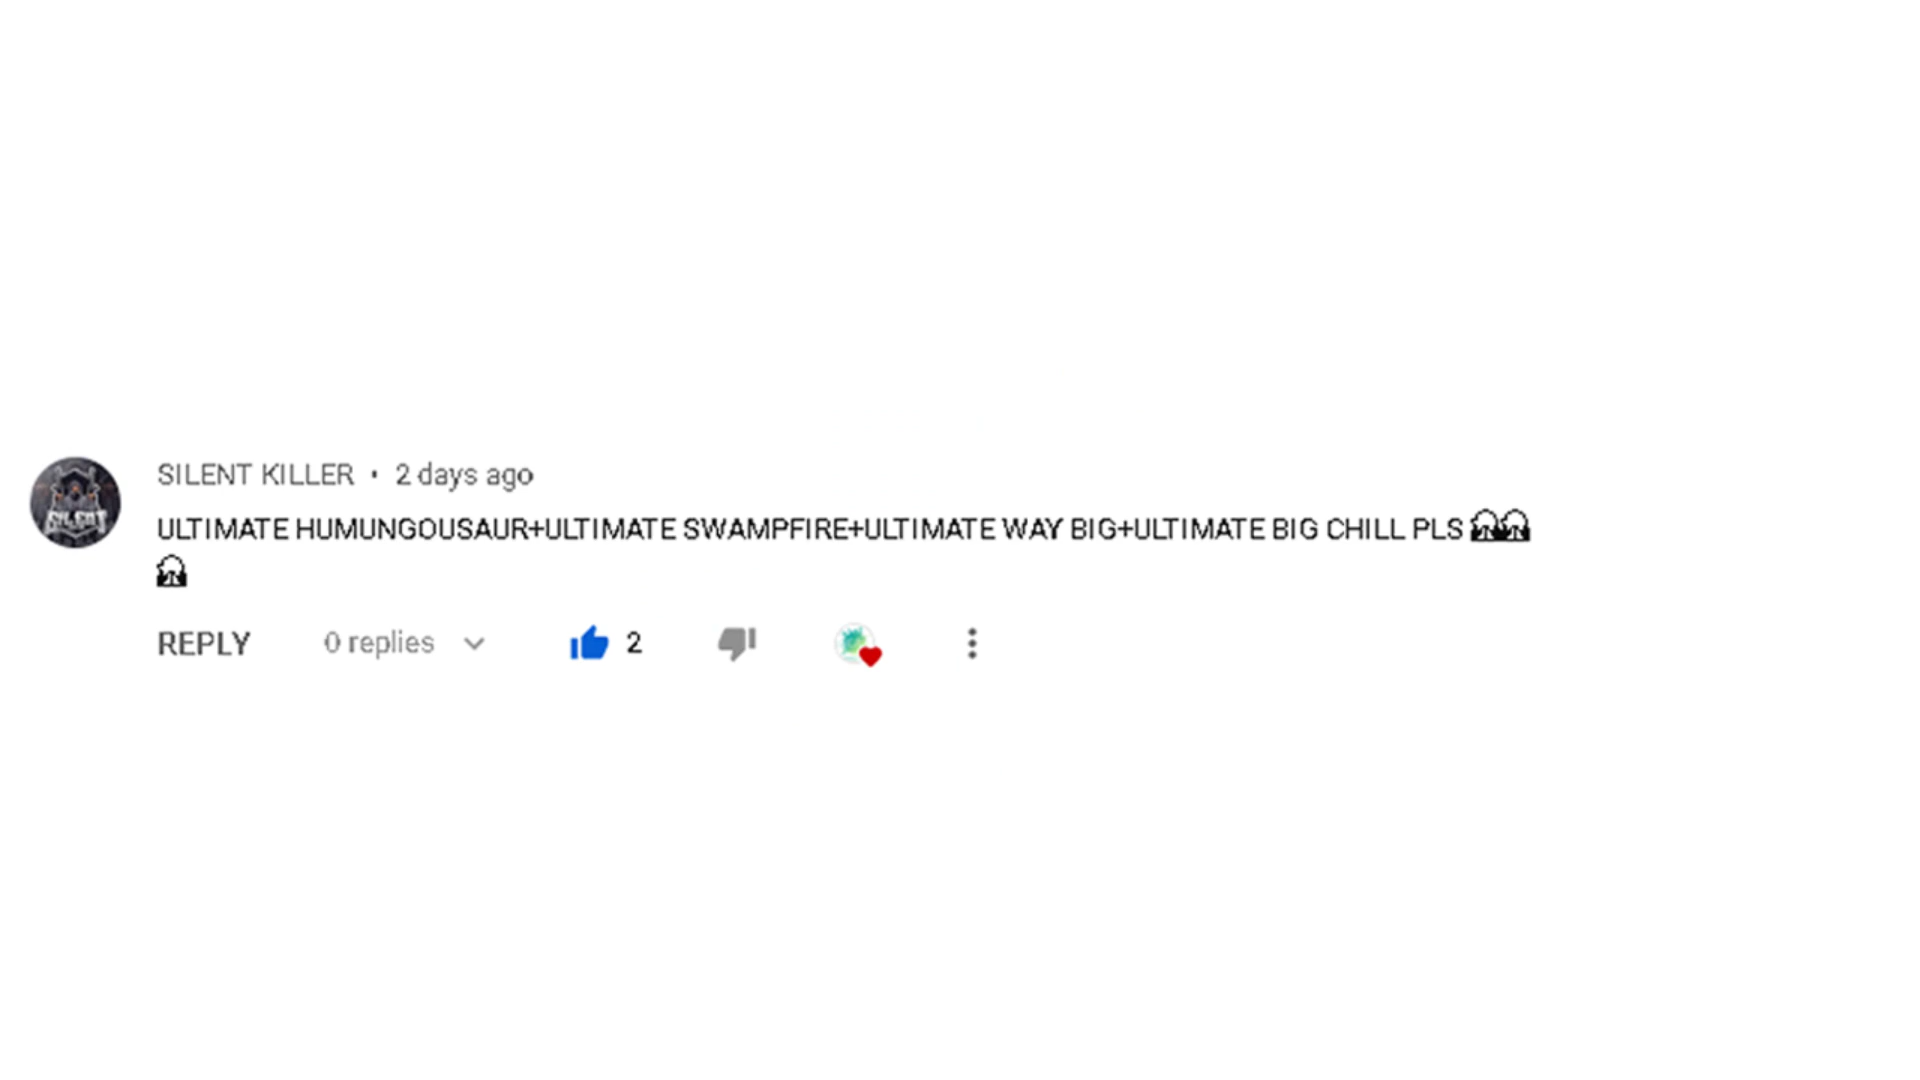 SILENT KILLER • 2 days ago
ULTIMATE HUMUNGOUSAUR+ULTIMATE SWAMPFIRE+ULTIMATE WAY BIG+ULTIMATE BIG CHILL PLS
REPLY 0 replies 2
SILENT